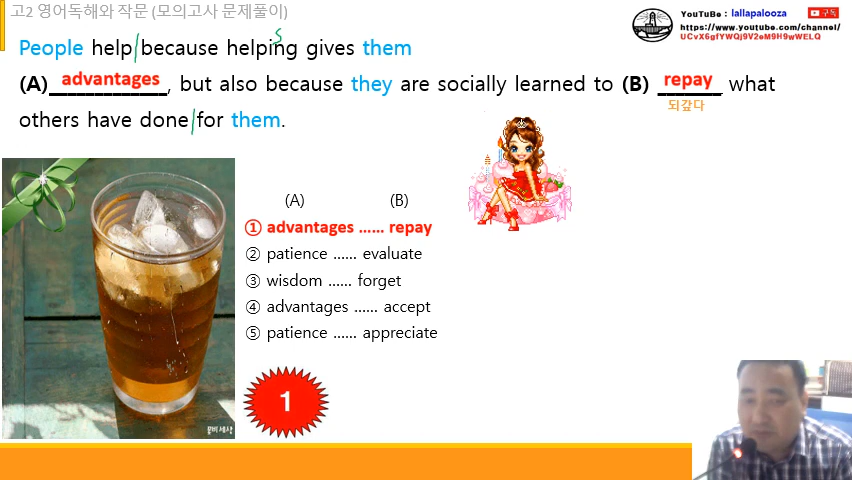 고2 영어독해와 작문 (모의고사 문제풀이)
YouTuBe : lallapalooza 구독
https://www.youtube.com/channel/
UCvX6gfYWQj9V2eM9H9wWELQ
People help/because helping gives them
S
(A) advantages, but also because they are socially learned to (B) repay what
되갚다
others have done/for them.
(A) (B)
① advantages ...... repay
② patience ...... evaluate
③ wisdom ...... forget
④ advantages ...... accept
⑤ patience ...... appreciate
1